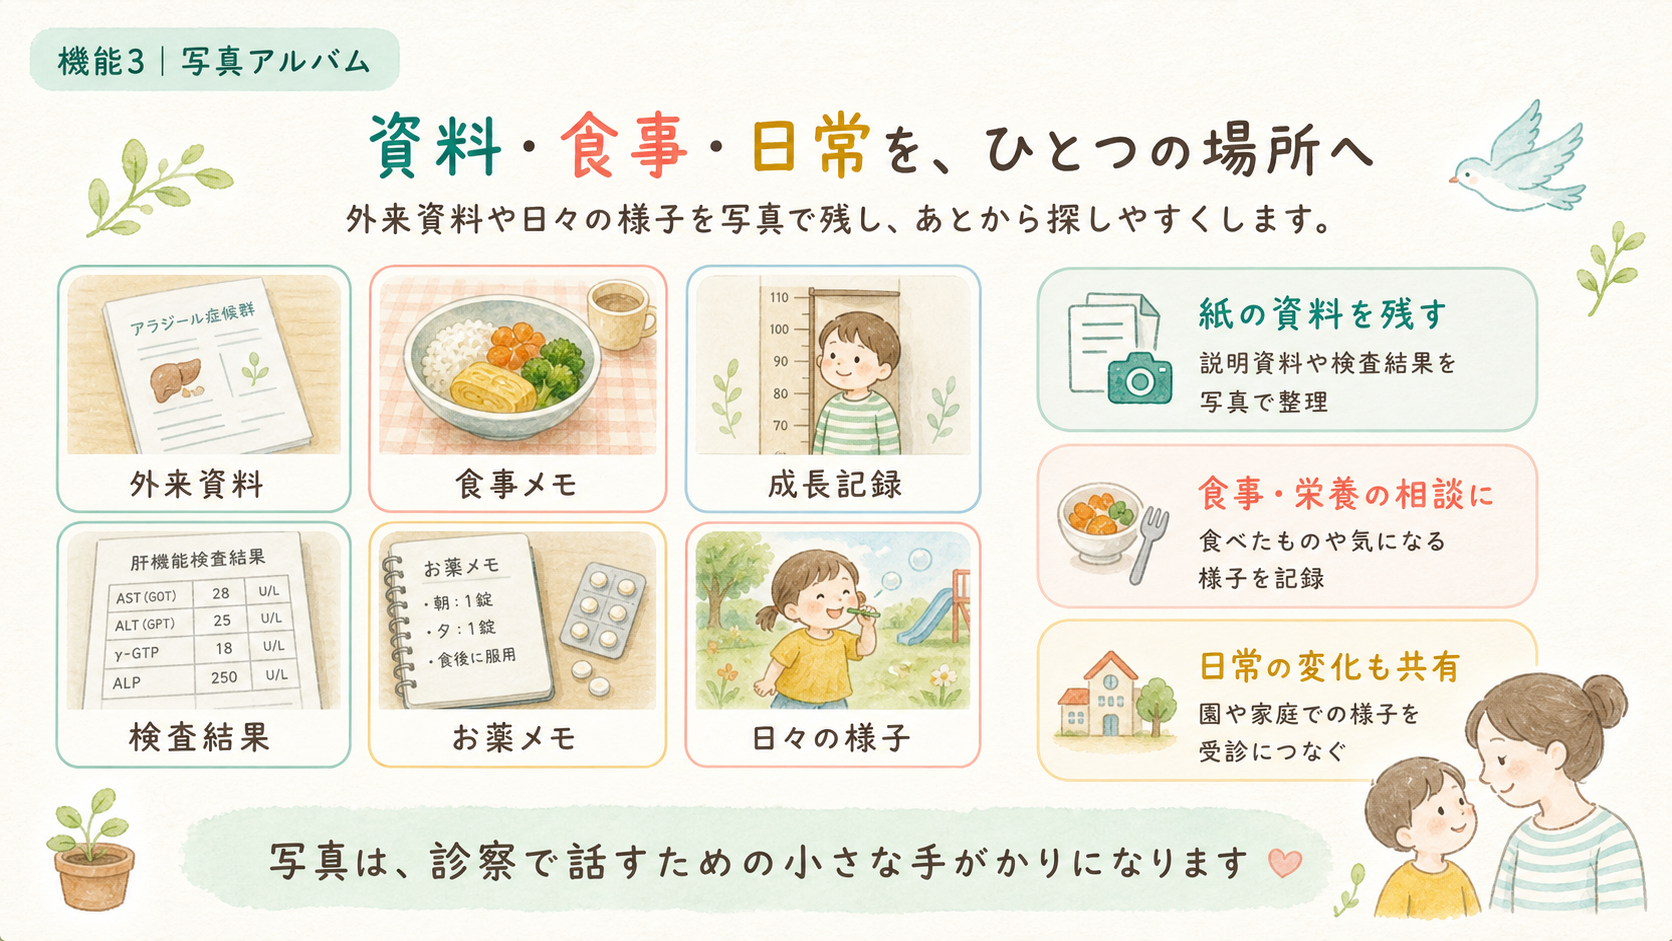 機能3｜写真アルバム
資料・食事・日常を、ひとつの場所へ
外来資料や日々の様子を写真で残し、あとから探しやすくします。
アラジール症候群
外来資料
食事メモ
110
100
90
80
70
成長記録
肝機能検査結果
AST(GOT) 28 U/L
ALT(GPT) 25 U/L
γ-GTP 18 U/L
ALP 250 U/L
検査結果
お薬メモ
・朝：1錠
・夕：1錠
・食後に服用
お薬メモ
日々の様子
紙の資料を残す
説明資料や検査結果を
写真で整理
食事・栄養の相談に
食べたものや気になる
様子を記録
日常の変化も共有
園や家庭での様子を
受診につなぐ
写真は、診察で話すための小さな手がかりになります